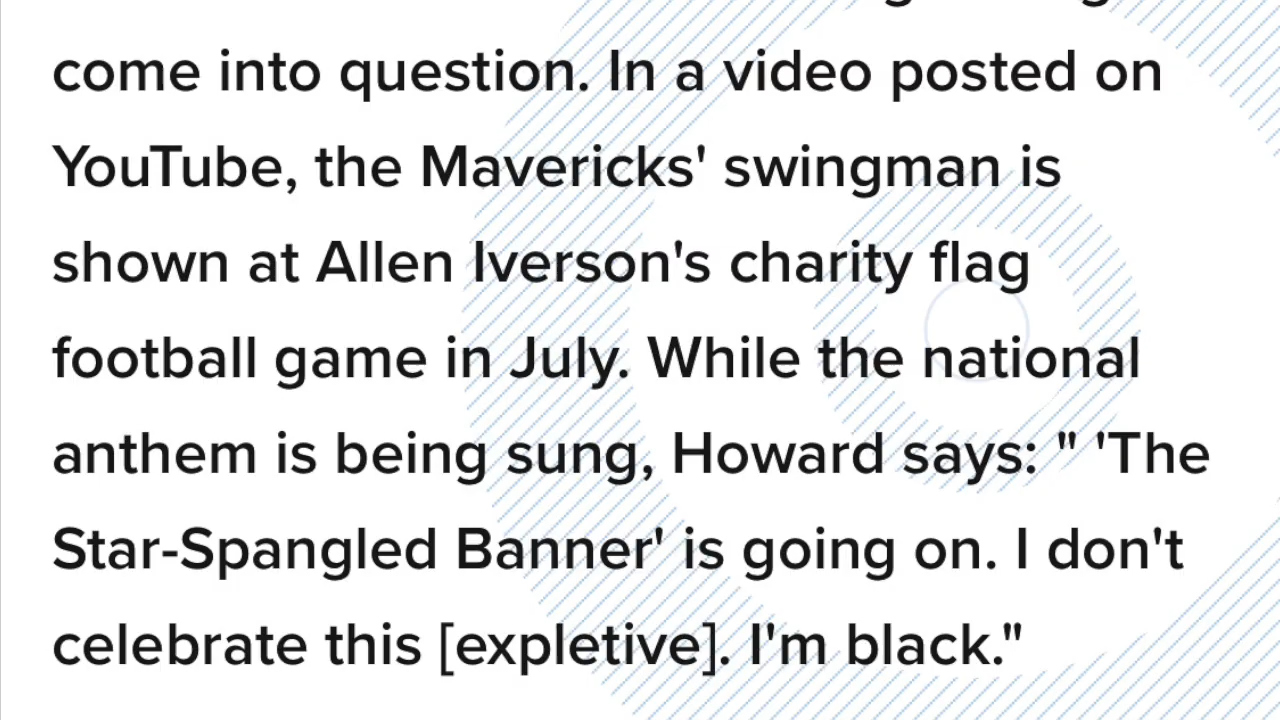 come into question. In a video posted on
YouTube, the Mavericks' swingman is
shown at Allen Iverson's charity flag
football game in July. While the national
anthem is being sung, Howard says: " 'The
Star-Spangled Banner' is going on. I don't
celebrate this [expletive]. I'm black."